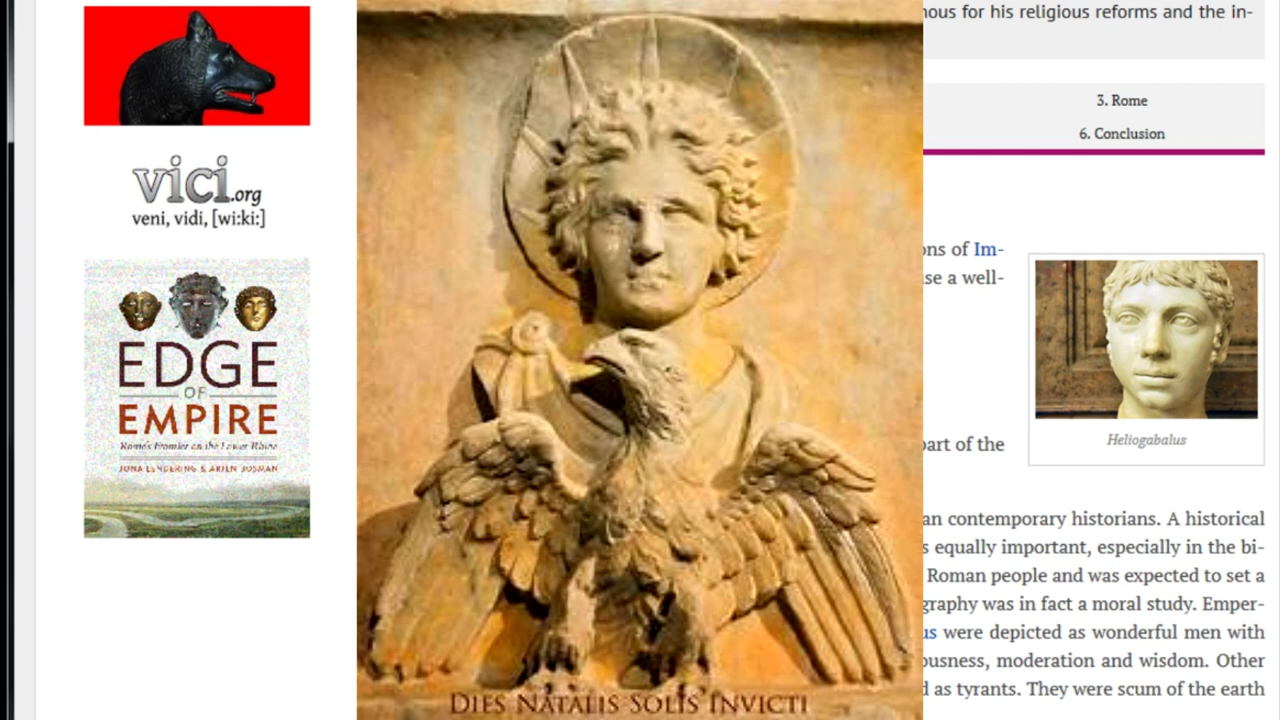 vici.org
veni, vidi, [wi:ki:]
EDGE
OF
EMPIRE
Rome's Frontier on the Lower Rhine
JONA LENDERING & ARJEN BOSMAN
DIES NATALIS SOLIS INVICTI
nous for his religious reforms and the in-
3. Rome
6. Conclusion
ons of Im-
se a well-
part of the
Heliogabalus
an contemporary historians. A historical
s equally important, especially in the bi-
Roman people and was expected to set a
graphy was in fact a moral study. Emper-
us were depicted as wonderful men with
ousness, moderation and wisdom. Other
d as tyrants. They were scum of the earth